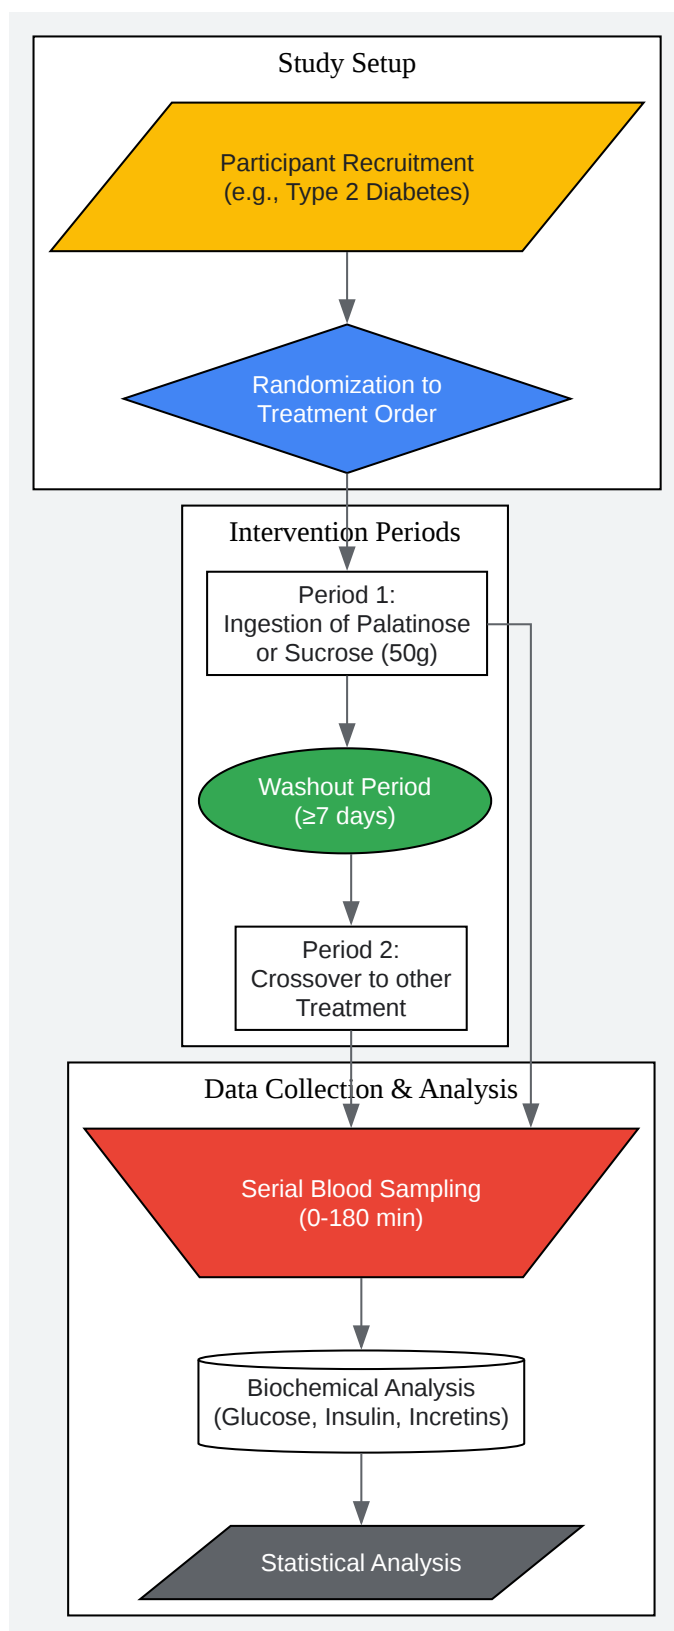 Study Setup
Participant Recruitment
(e.g., Type 2 Diabetes)
Randomization to
Treatment Order
Intervention Periods
Period 1:
Ingestion of Palatinose
or Sucrose (50g)
Washout Period
(≥7 days)
Period 2:
Crossover to other
Treatment
Data Collection & Analysis
Serial Blood Sampling
(0-180 min)
Biochemical Analysis
(Glucose, Insulin, Incretins)
Statistical Analysis